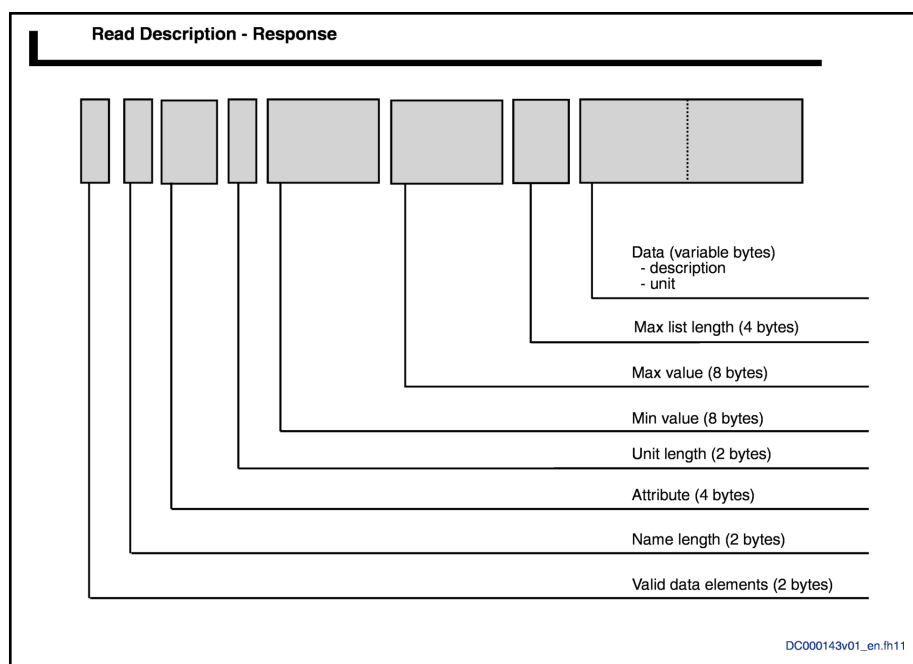 Read Description - Response
Data (variable bytes)
- description
- unit
Max list length (4 bytes)
Max value (8 bytes)
Min value (8 bytes)
Unit length (2 bytes)
Attribute (4 bytes)
Name length (2 bytes)
Valid data elements (2 bytes)
DC000143v01_en.fh11